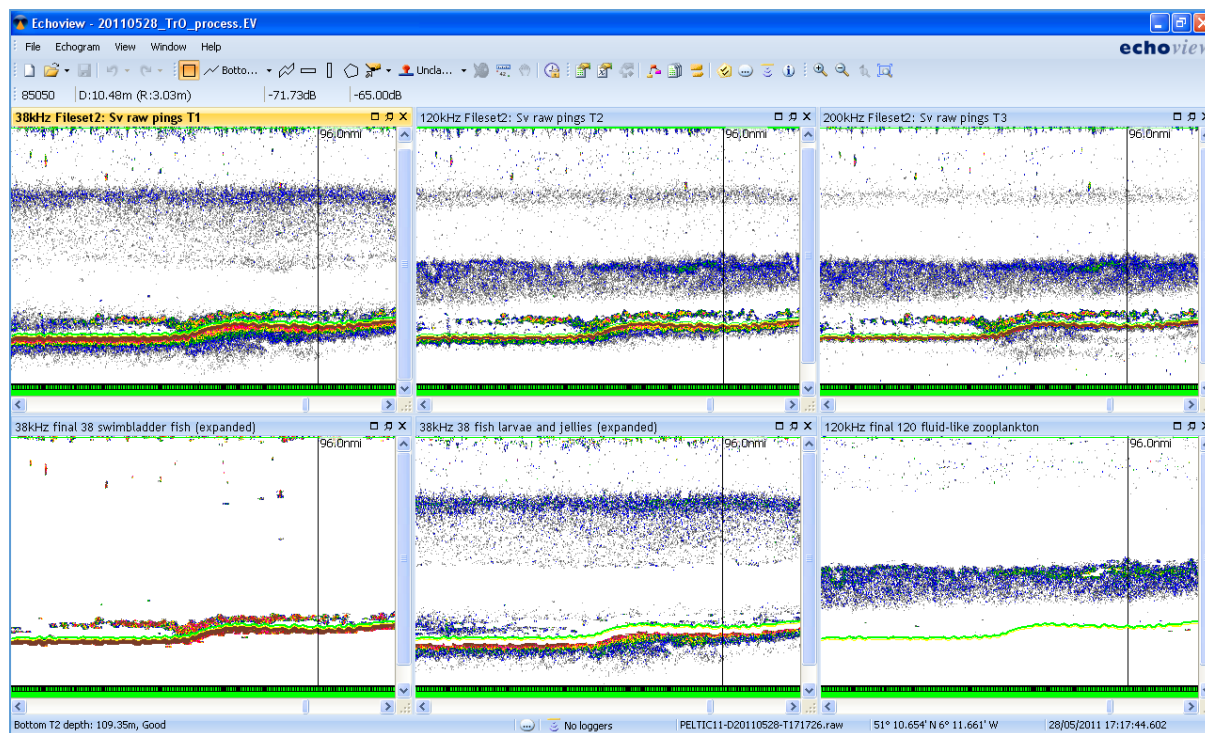 Echoview - 20110528_TrO_process.EV
File Echogram View Window Help
echoview
Botto... Uncla...
85050 D:10.48m (R:3.03m) -71.73dB -65.00dB
38kHz Fileset2: Sv raw pings T1
120kHz Fileset2: Sv raw pings T2
200kHz Fileset2: Sv raw pings T3
96.0nmi
96.0nmi
96.0nmi
38kHz final 38 swimbladder fish (expanded)
38kHz 38 fish larvae and jellies (expanded)
120kHz final 120 fluid-like zooplankton
96.0nmi
96.0nmi
96.0nmi
Bottom T2 depth: 109.35m, Good No loggers PELTIC11-D20110528-T171726.raw 51° 10.654' N 6° 11.661' W 28/05/2011 17:17:44.602